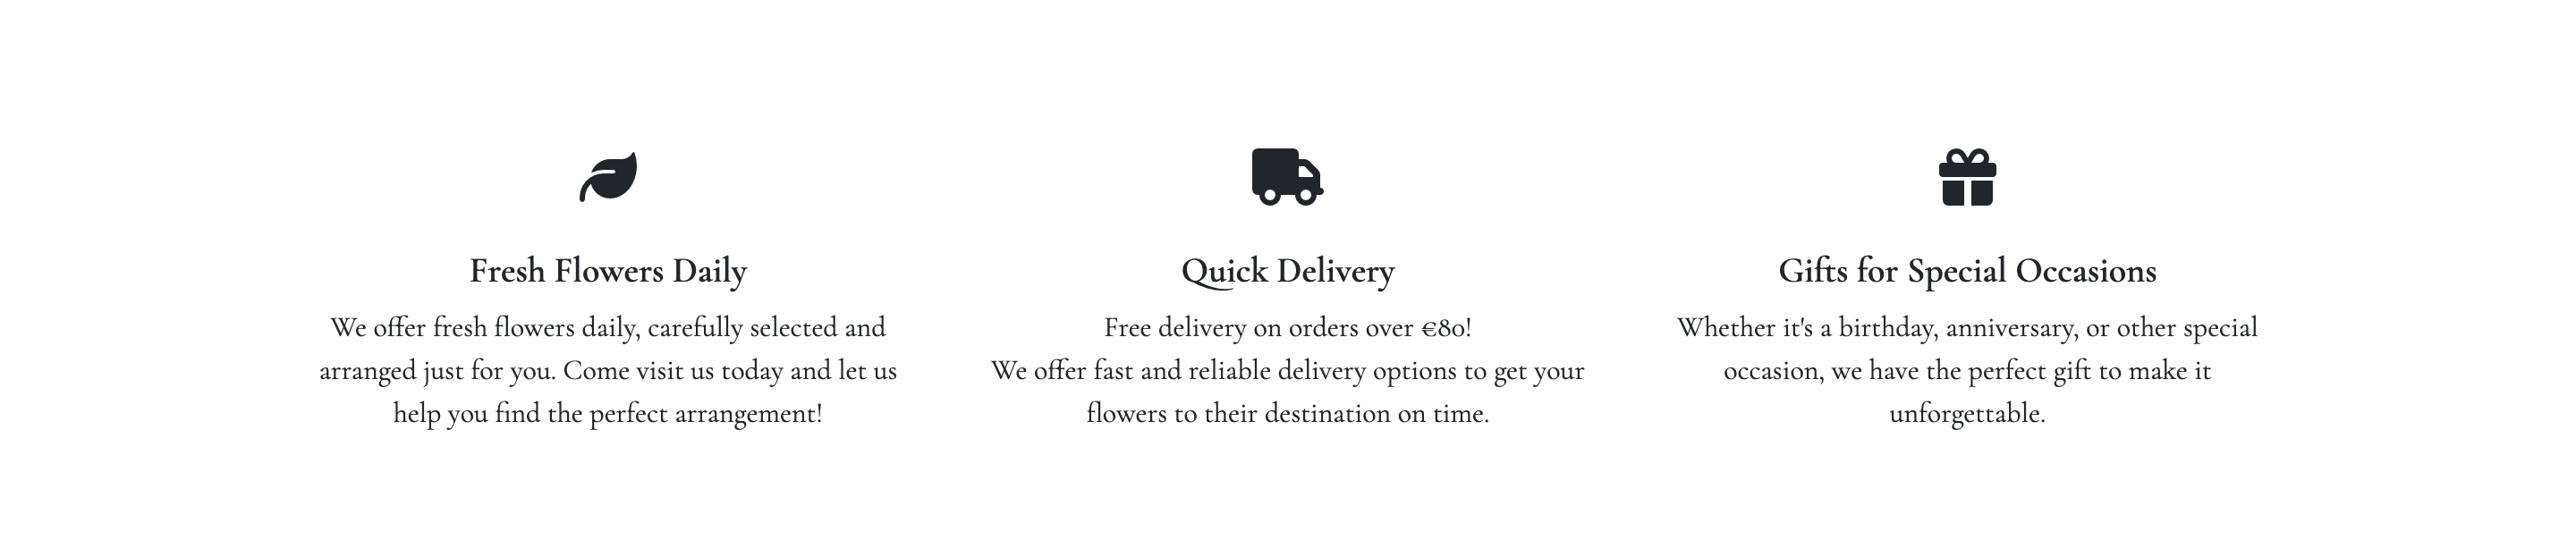 Fresh Flowers Daily
We offer fresh flowers daily, carefully selected and
arranged just for you. Come visit us today and let us
help you find the perfect arrangement!
Quick Delivery
Free delivery on orders over €80!
We offer fast and reliable delivery options to get your
flowers to their destination on time.
Gifts for Special Occasions
Whether it's a birthday, anniversary, or other special
occasion, we have the perfect gift to make it
unforgettable.